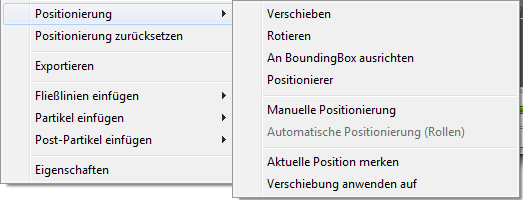 Positionierung
Positionierung zurücksetzen
Exportieren
Fließlinien einfügen
Partikel einfügen
Post-Partikel einfügen
Eigenschaften
Verschieben
Rotieren
An BoundingBox ausrichten
Positionierer
Manuelle Positionierung
Automatische Positionierung (Rollen)
Aktuelle Position merken
Verschiebung anwenden auf